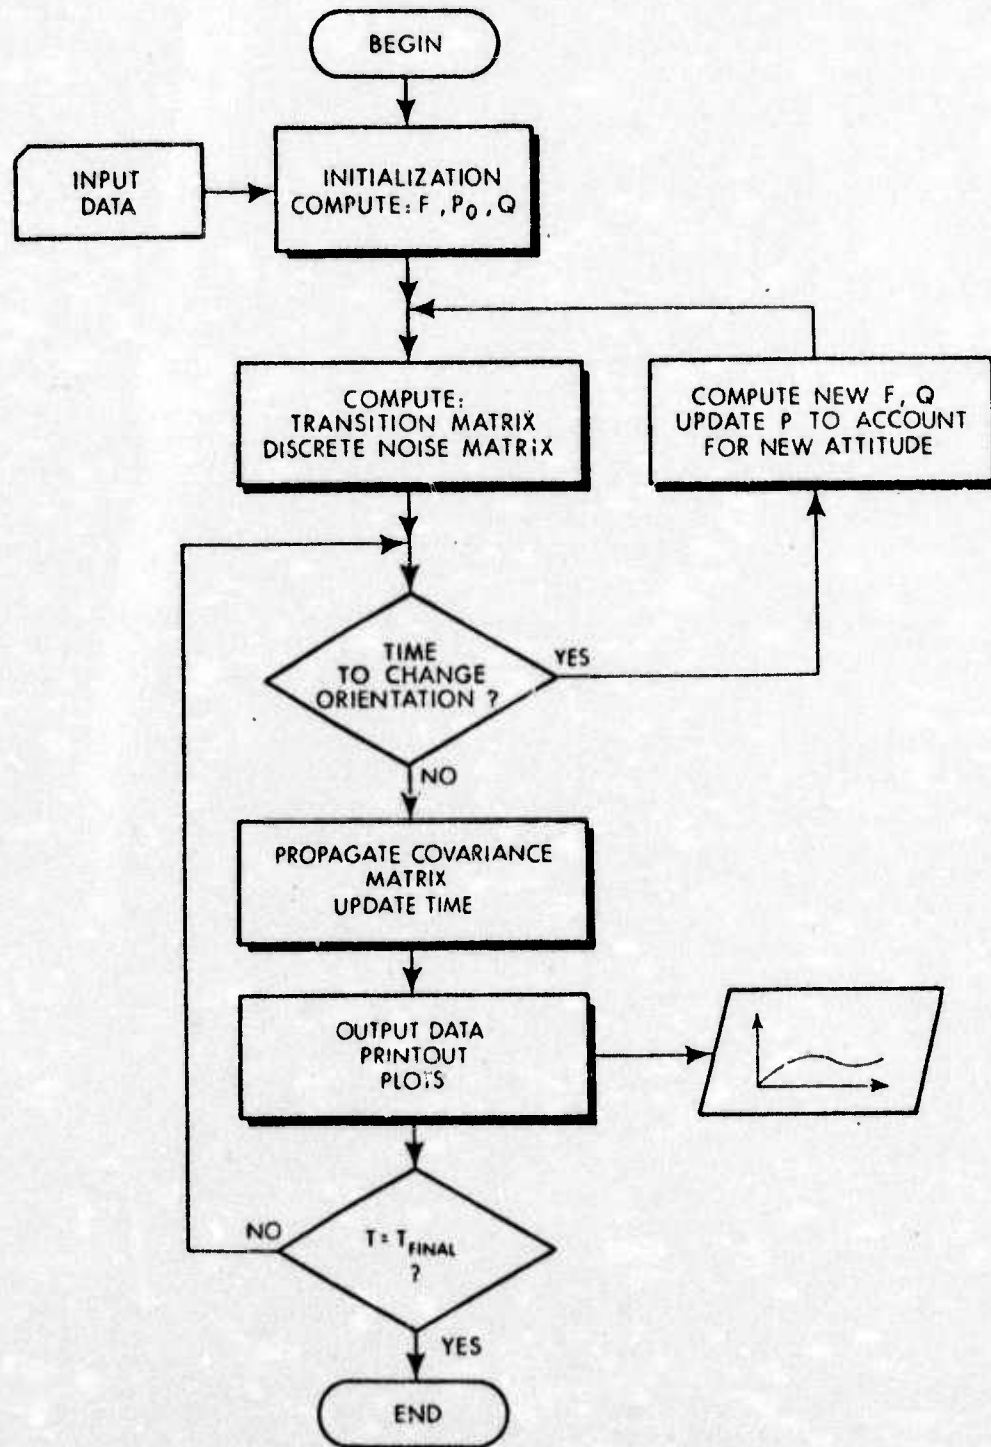 BEGIN
INPUT
DATA
INITIALIZATION
COMPUTE: F, P0, Q
COMPUTE:
TRANSITION MATRIX
DISCRETE NOISE MATRIX
COMPUTE NEW F, Q
UPDATE P TO ACCOUNT
FOR NEW ATTITUDE
TIME
TO CHANGE
ORIENTATION ?
YES
NO
PROPAGATE COVARIANCE
MATRIX
UPDATE TIME
OUTPUT DATA
PRINTOUT
PLOTS
NO
T = TFINAL
?
YES
END